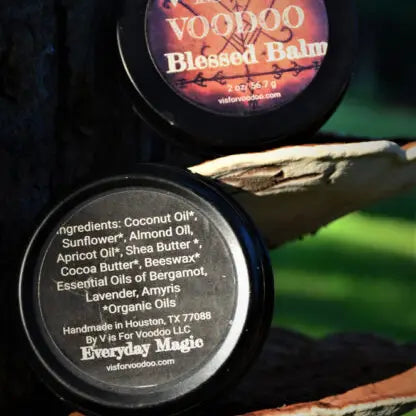 VOODOO
Blessed Balm
2 oz/ 56.7 g
visforvoodoo.com
Ingredients: Coconut Oil*,
Sunflower*, Almond Oil,
Apricot Oil*, Shea Butter *,
Cocoa Butter*, Beeswax*
Essential Oils of Bergamot,
Lavender, Amyris
*Organic Oils
Handmade in Houston, TX 77088
By V is For Voodoo LLC
Everyday Magic
visforvoodoo.com